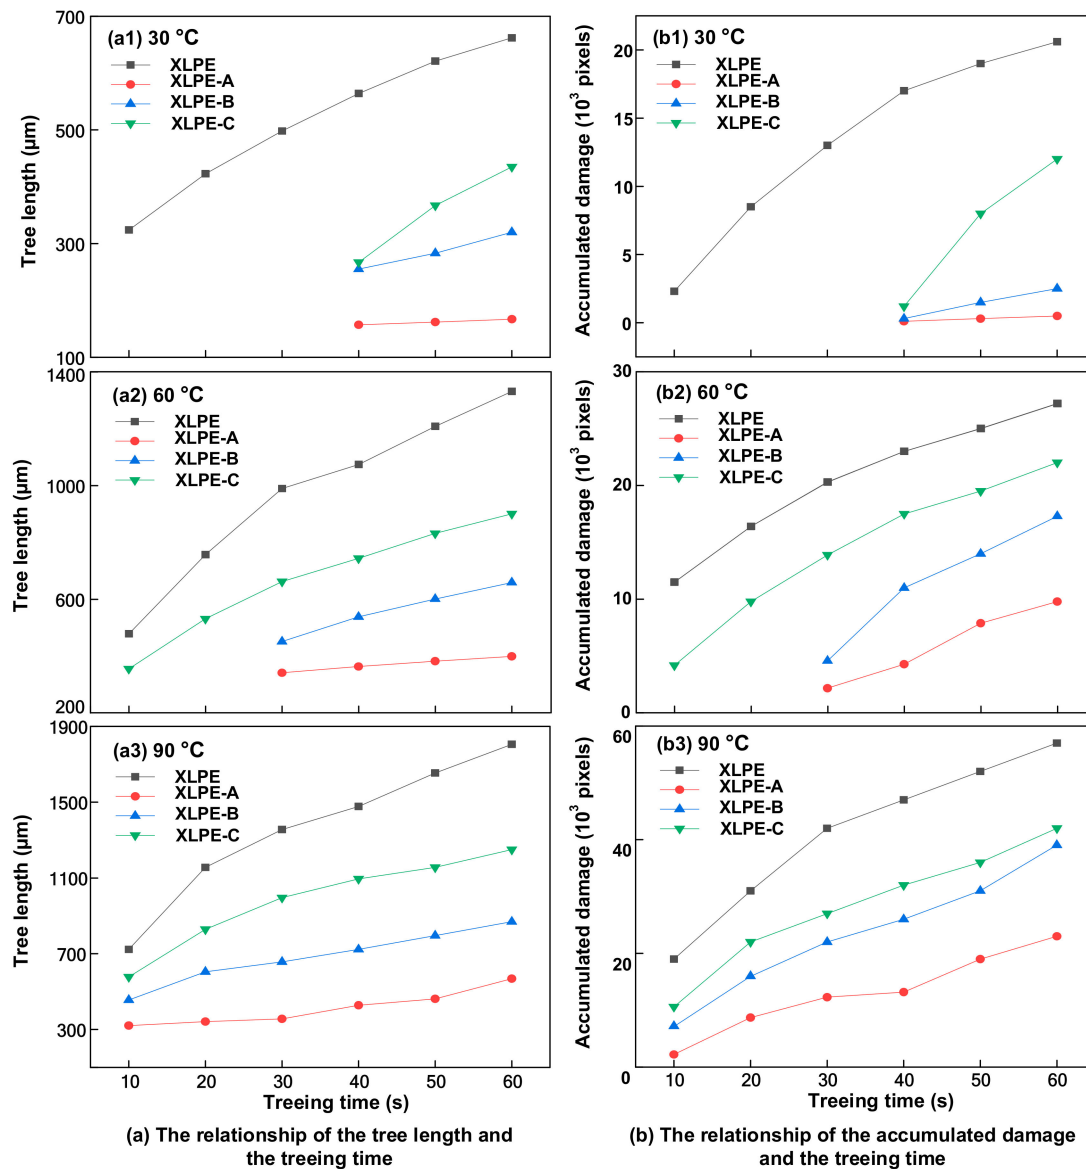 (a1) 30 °C
XLPE
XLPE-A
XLPE-B
XLPE-C
Tree length (μm)
700
500
300
100
(b1) 30 °C
XLPE
XLPE-A
XLPE-B
XLPE-C
Accumulated damage (10³ pixels)
20
15
10
5
0
(a2) 60 °C
XLPE
XLPE-A
XLPE-B
XLPE-C
Tree length (μm)
1400
1000
600
200
(b2) 60 °C
XLPE
XLPE-A
XLPE-B
XLPE-C
Accumulated damage (10³ pixels)
30
20
10
0
(a3) 90 °C
XLPE
XLPE-A
XLPE-B
XLPE-C
Tree length (μm)
1900
1500
1100
700
300
10 20 30 40 50 60
Treeing time (s)
(b3) 90 °C
XLPE
XLPE-A
XLPE-B
XLPE-C
Accumulated damage (10³ pixels)
60
40
20
0
10 20 30 40 50 60
Treeing time (s)
(a) The relationship of the tree length and
the treeing time
(b) The relationship of the accumulated damage
and the treeing time